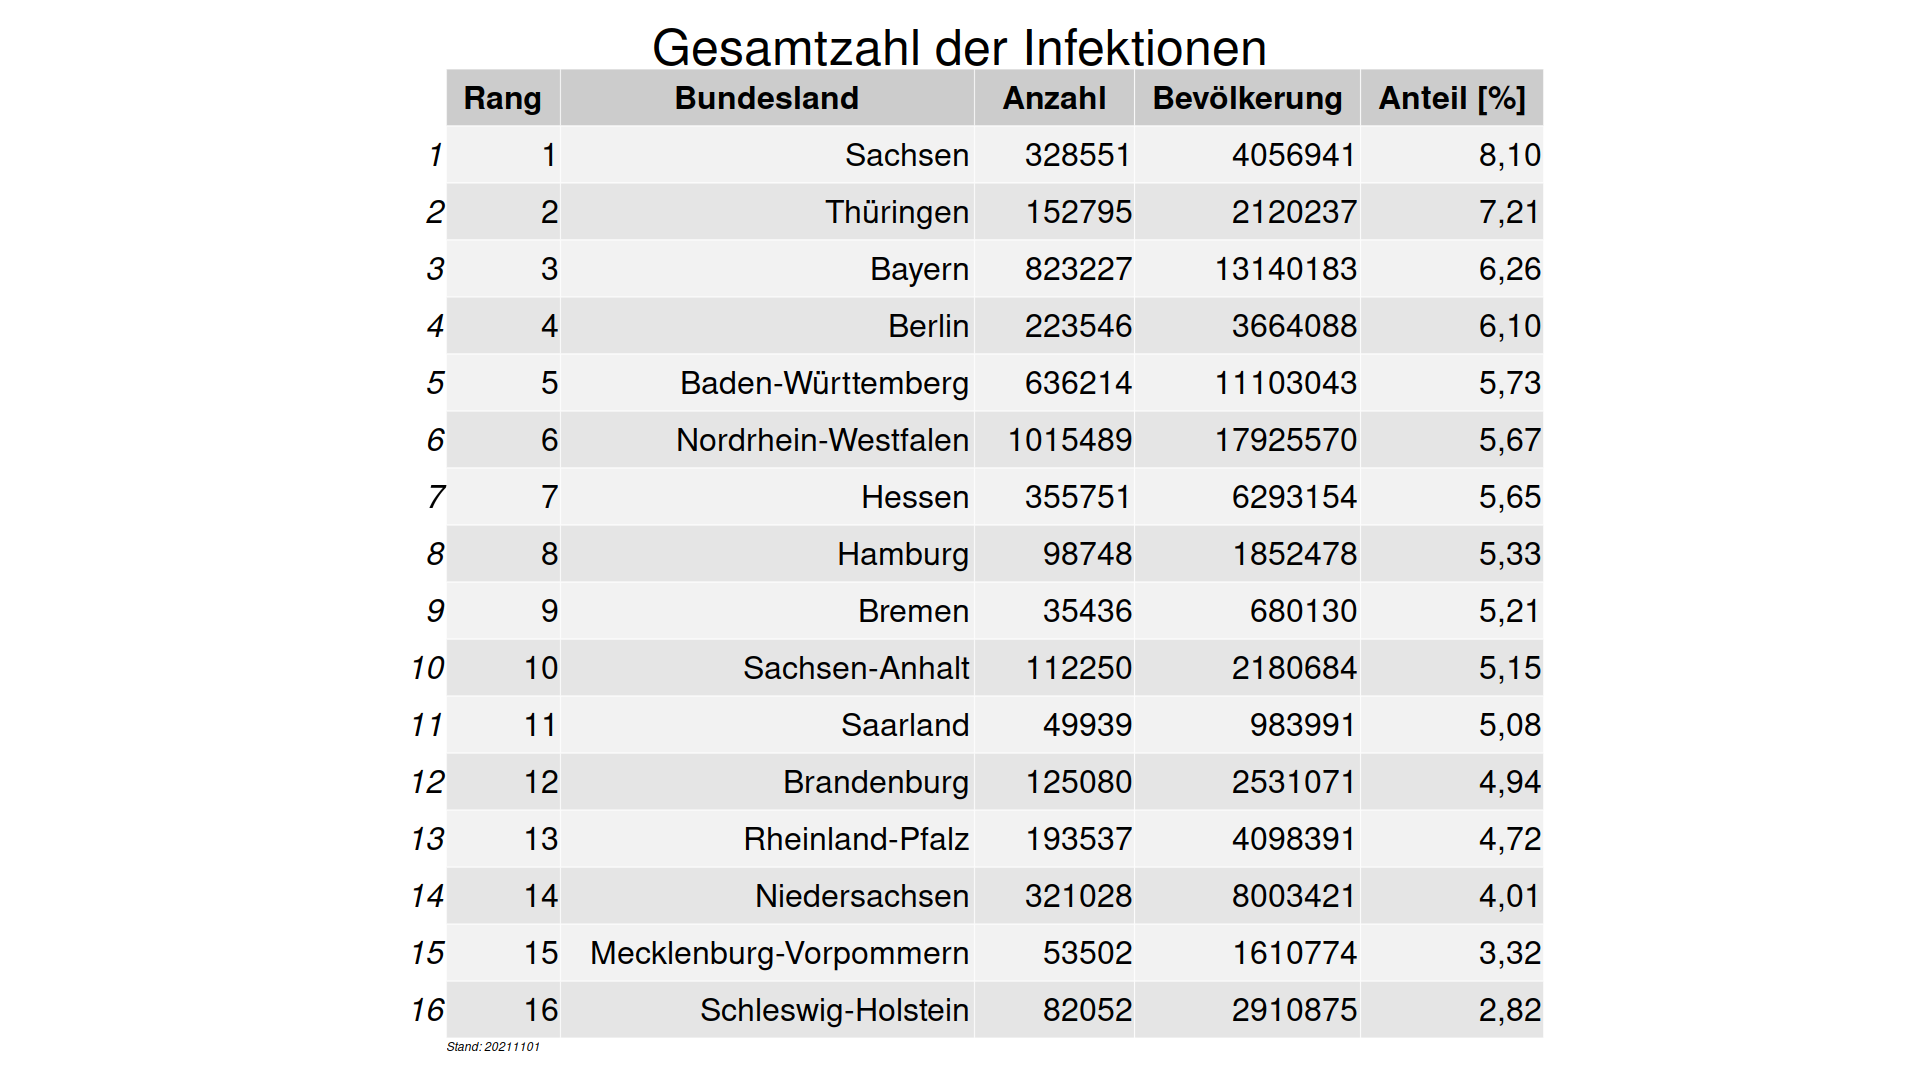 Gesamtzahl der Infektionen
Rang Bundesland Anzahl Bevölkerung Anteil [%]
1 1 Sachsen 328551 4056941 8,10
2 2 Thüringen 152795 2120237 7,21
3 3 Bayern 823227 13140183 6,26
4 4 Berlin 223546 3664088 6,10
5 5 Baden-Württemberg 636214 11103043 5,73
6 6 Nordrhein-Westfalen 1015489 17925570 5,67
7 7 Hessen 355751 6293154 5,65
8 8 Hamburg 98748 1852478 5,33
9 9 Bremen 35436 680130 5,21
10 10 Sachsen-Anhalt 112250 2180684 5,15
11 11 Saarland 49939 983991 5,08
12 12 Brandenburg 125080 2531071 4,94
13 13 Rheinland-Pfalz 193537 4098391 4,72
14 14 Niedersachsen 321028 8003421 4,01
15 15 Mecklenburg-Vorpommern 53502 1610774 3,32
16 16 Schleswig-Holstein 82052 2910875 2,82
Stand: 20211101